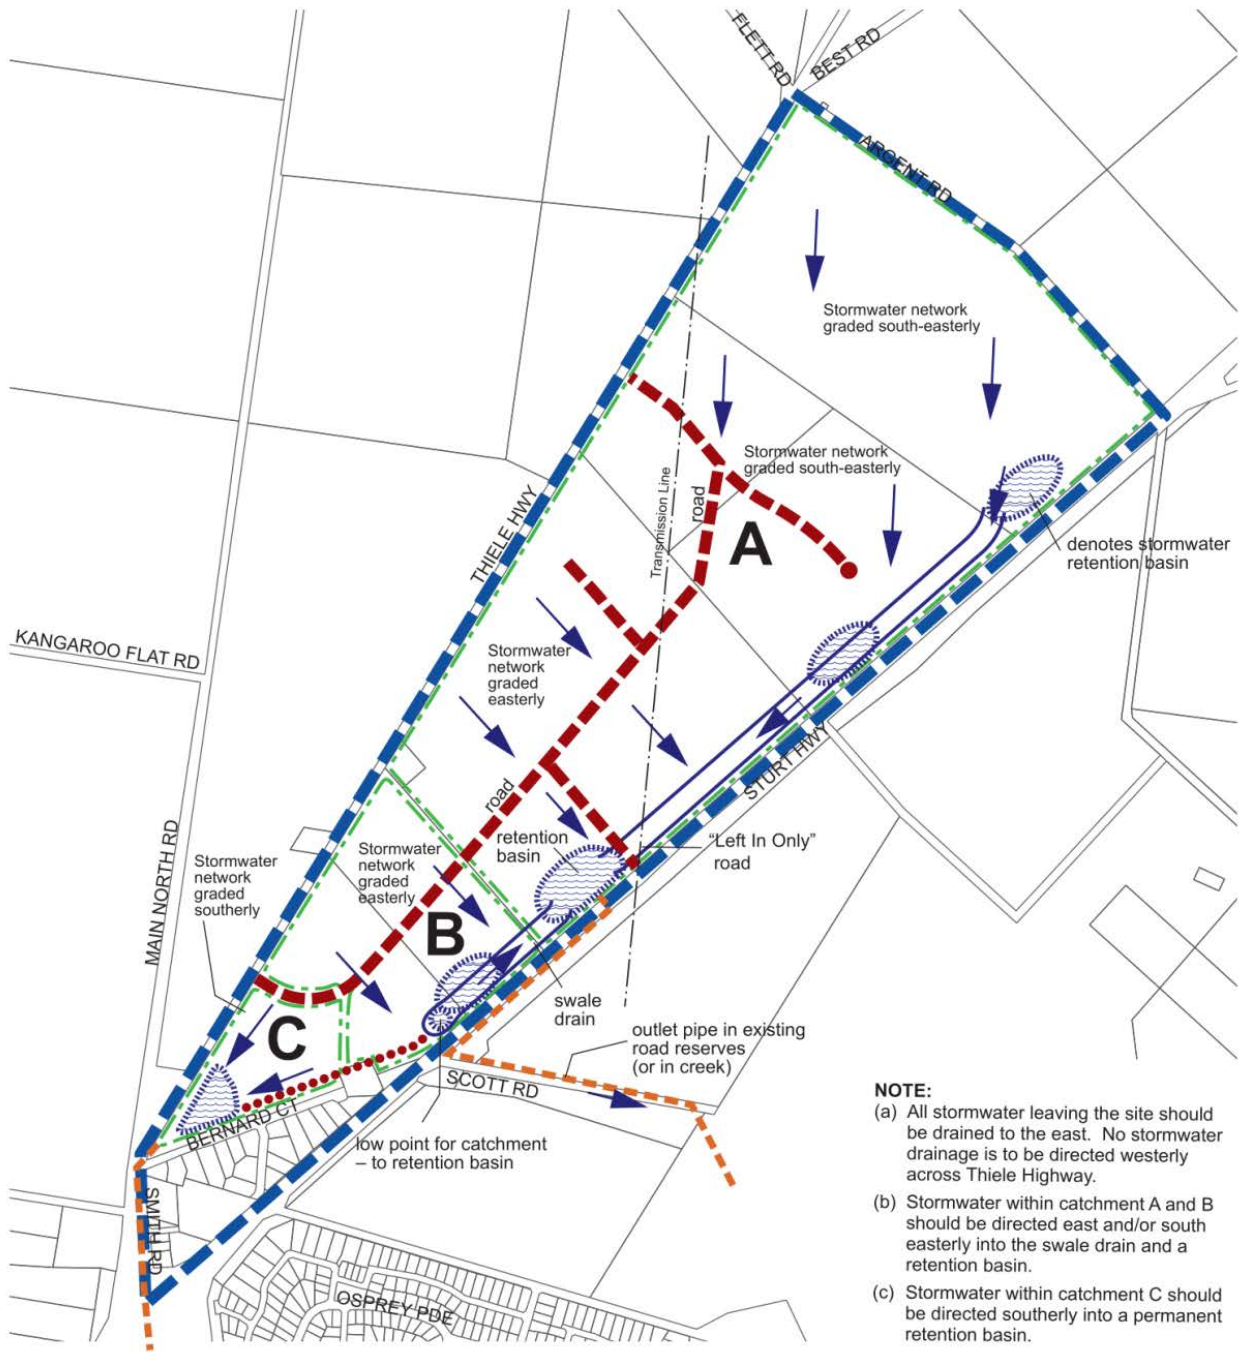 FLETT RD
BEST RD
ARGENT RD
Stormwater network
graded south-easterly
Stormwater network
graded south-easterly
THIELE HWY
Transmission Line
road
A
denotes stormwater
retention basin
KANGAROO FLAT RD
Stormwater
network
graded
easterly
STURT HWY
road
retention
basin
"Left In Only"
road
MAIN NORTH RD
Stormwater
network
graded
southerly
Stormwater
network
graded
easterly
B
swale
drain
C
outlet pipe in existing
road reserves
(or in creek)
SCOTT RD
BERNARD CT
low point for catchment
– to retention basin
SMITH RD
OSPREY PDE
NOTE:
(a) All stormwater leaving the site should
be drained to the east. No stormwater
drainage is to be directed westerly
across Thiele Highway.
(b) Stormwater within catchment A and B
should be directed east and/or south
easterly into the swale drain and a
retention basin.
(c) Stormwater within catchment C should
be directed southerly into a permanent
retention basin.